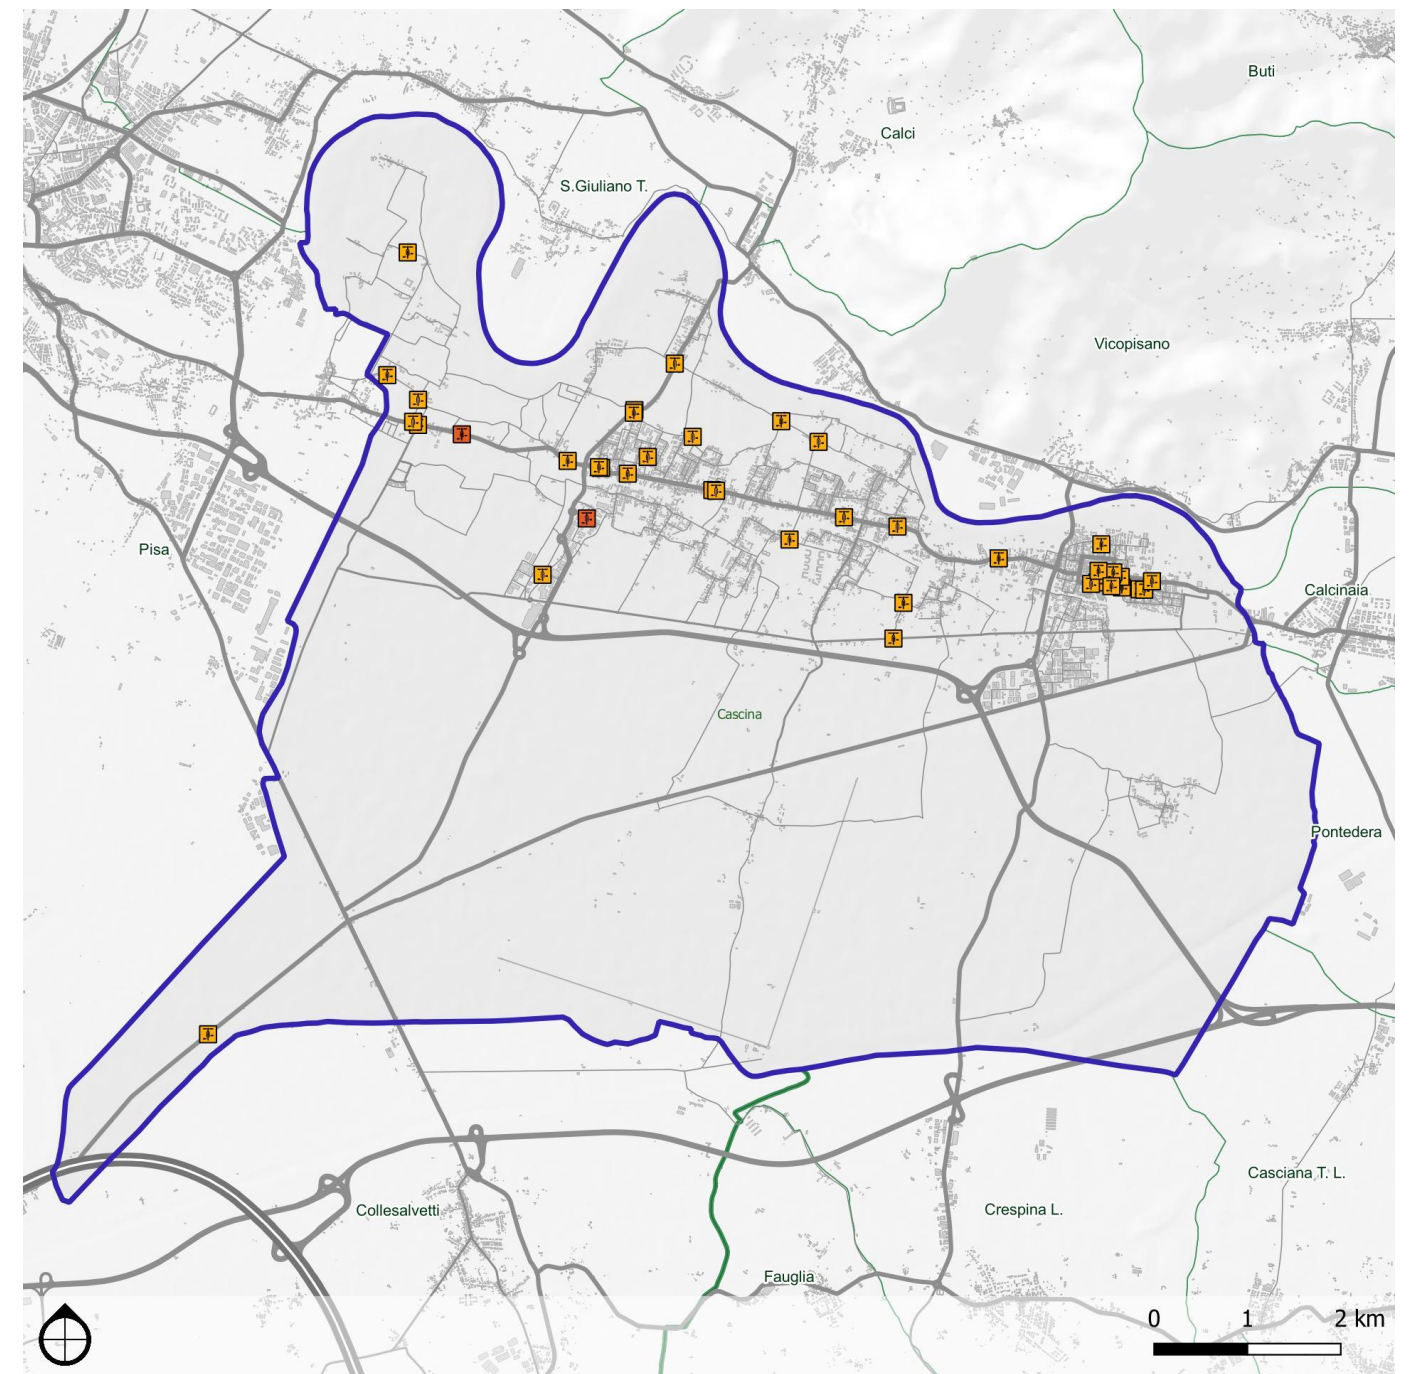 Buti
Calci
S.Giuliano T.
Vicopisano
Pisa
Calcinaia
Cascina
Pontedera
Casciana T. L.
Collesalvetti
Crespina L.
Fauglia
0 1 2 km